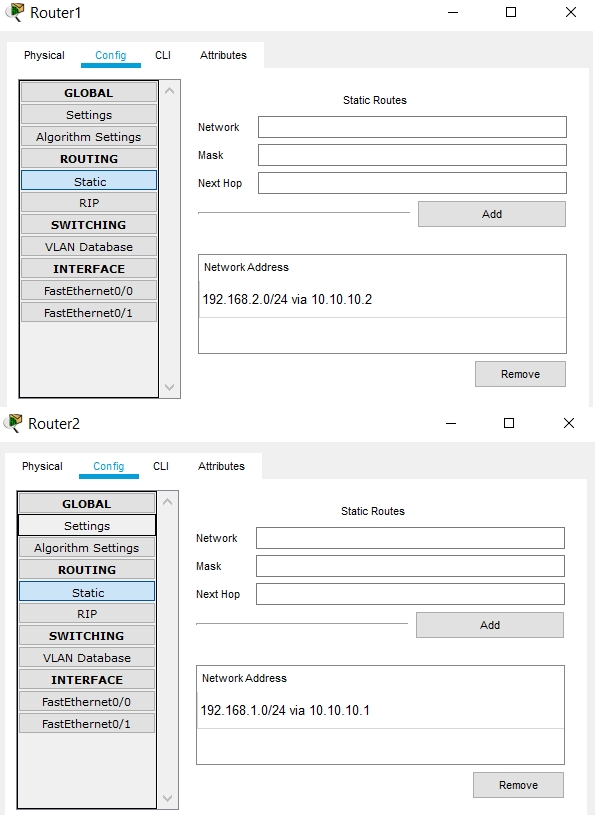 Router1
Physical Config CLI Attributes
GLOBAL
Settings
Algorithm Settings
ROUTING
Static
RIP
SWITCHING
VLAN Database
INTERFACE
FastEthernet0/0
FastEthernet0/1
Static Routes
Network
Mask
Next Hop
Add
Network Address
192.168.2.0/24 via 10.10.10.2
Remove
Router2
Physical Config CLI Attributes
GLOBAL
Settings
Algorithm Settings
ROUTING
Static
RIP
SWITCHING
VLAN Database
INTERFACE
FastEthernet0/0
FastEthernet0/1
Static Routes
Network
Mask
Next Hop
Add
Network Address
192.168.1.0/24 via 10.10.10.1
Remove